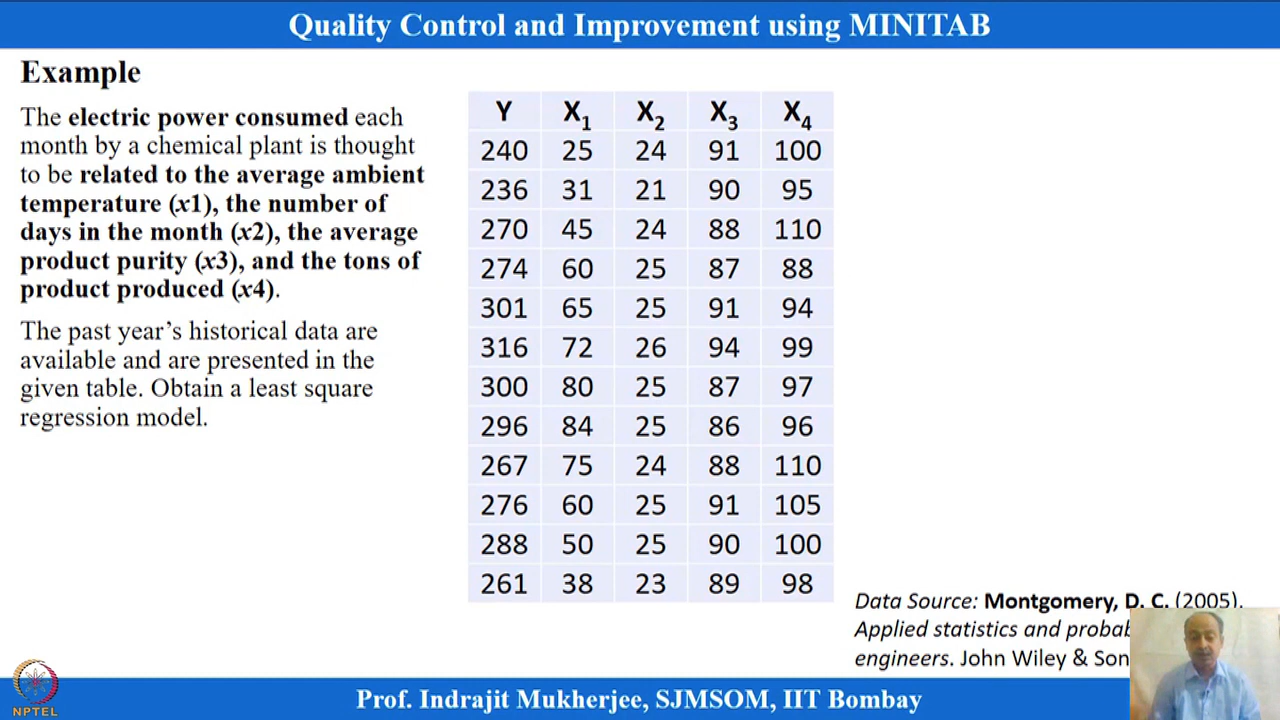 Quality Control and Improvement using MINITAB
Example
The electric power consumed each
month by a chemical plant is thought
to be related to the average ambient
temperature (x1), the number of
days in the month (x2), the average
product purity (x3), and the tons of
product produced (x4).
The past year's historical data are
available and are presented in the
given table. Obtain a least square
regression model.
Y X1 X2 X3 X4
240 25 24 91 100
236 31 21 90 95
270 45 24 88 110
274 60 25 87 88
301 65 25 91 94
316 72 26 94 99
300 80 25 87 97
296 84 25 86 96
267 75 24 88 110
276 60 25 91 105
288 50 25 90 100
261 38 23 89 98
Data Source: Montgomery, D. C. (2005).
Applied statistics and
engineers. John Wiley &
NPTEL
Prof. Indrajit Mukherjee, SJMSOM, IIT Bombay